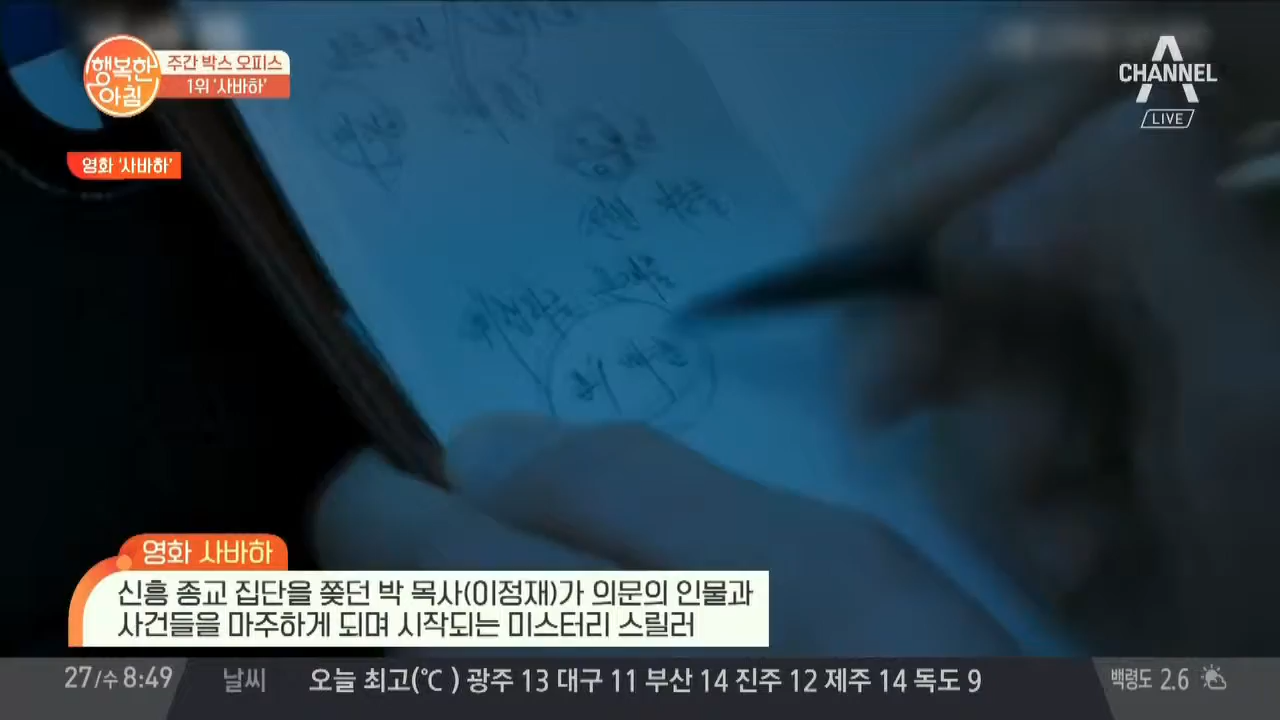 행복한
아침
주간 박스 오피스
1위 '사바하'
CHANNEL A
LIVE
영화 '사바하'
영화 사바하
신흥 종교 집단을 쫓던 박 목사(이정재)가 의문의 인물과
사건들을 마주하게 되며 시작되는 미스터리 스릴러
27/수 8:49
날씨
오늘 최고(℃) 광주 13 대구 11 부산 14 진주 12 제주 14 독도 9
백령도 2.6